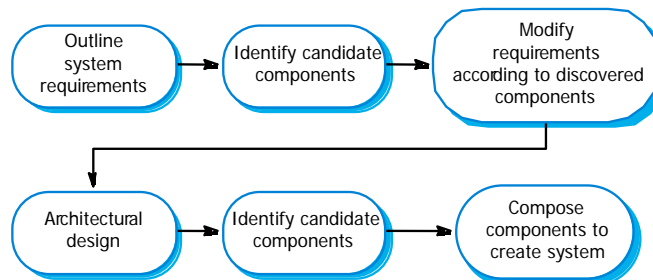 Outline
system
requirements
Identify candidate
components
Modify
requirements
according to discovered
components
Architectural
design
Identify candidate
components
Compose
components to
create system